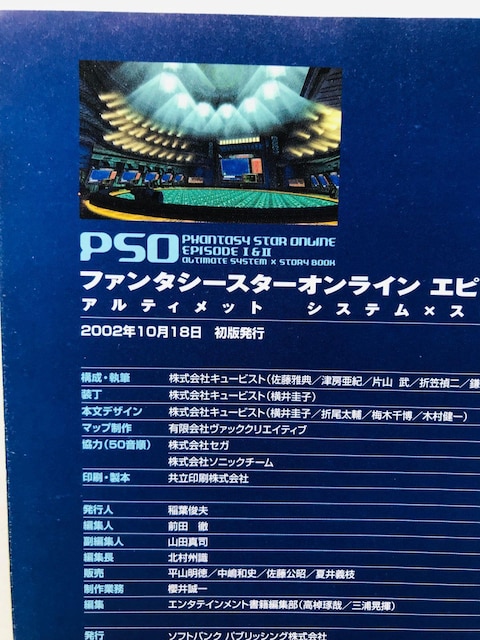 PSO PHANTASY STAR ONLINE
EPISODE I & II
ULTIMATE SYSTEM × STORY BOOK
ファンタシースターオンライン エピ
アルティメット システム×ス
2002年10月18日 初版発行
構成・執筆 株式会社キュービスト(佐藤雅典／津房亜紀／片山 武／折笠禎二／鎌
装丁 株式会社キュービスト(横井圭子)
本文デザイン 株式会社キュービスト(横井圭子／折尾太輔／梅木千博／木村健一)
マップ制作 有限会社ヴァッククリエイティブ
協力(50音順) 株式会社セガ
株式会社ソニックチーム
印刷・製本 共立印刷株式会社
発行人 稲葉俊夫
編集人 前田 徹
副編集人 山田真司
編集長 北村州識
販売 平山明徳／中嶋和史／佐藤公昭／夏井義枝
制作業務 櫻井誠一
編集 エンタテインメント書籍編集部(高棹琢哉／三浦晃揮)
発行 ソフトバンク パブリッシング株式会社